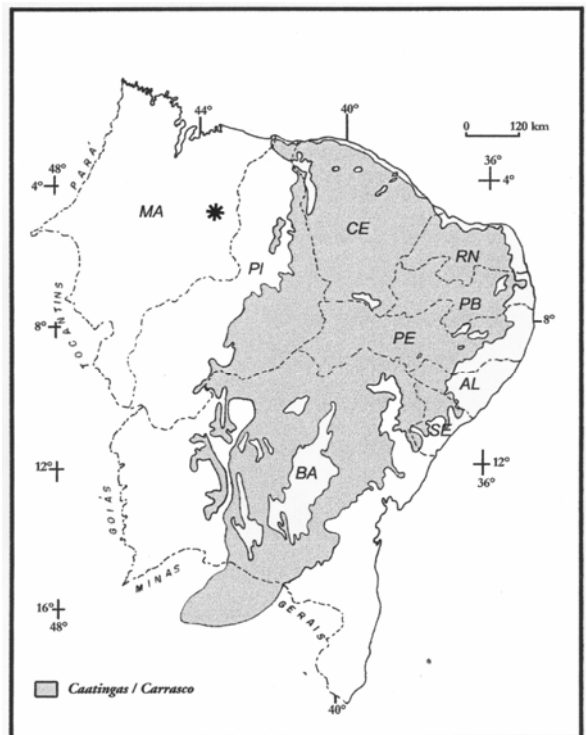 44°
40°
0 120 km
48°
4°
36°
4°
PARÁ
MA
CE
PI
RN
PB
TOCANTINS
8°
PE
8°
AL
SE
12°
BA
12°
36°
GOIÁS
MINAS
16°
48°
GERAIS
40°
Caatingas / Carrasco